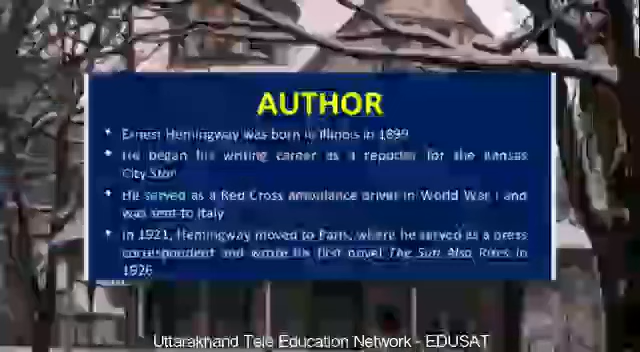 AUTHOR
• Ernest Hemingway was born in Illinois in 1899
• He began his writing career as a reporter for the Kansas
City Star
• He served as a Red Cross ambulance driver in World War I and
was sent to Italy
• In 1921, Hemingway moved to Paris, where he served as a press
correspondent and wrote his first novel The Sun Also Rises in
1926
Uttarakhand Tele Education Network - EDUSAT